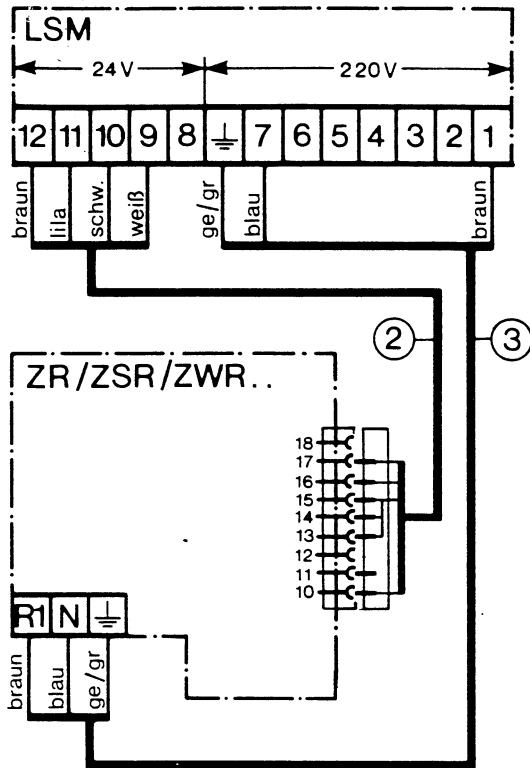 LSM
24V 220V
12 11 10 9 8 7 6 5 4 3 2 1
braun lila schw. weiß ge/gr blau braun
2 3
ZR/ZSR/ZWR..
18
17
16
15
14
13
12
11
10
R1 N
braun blau ge/gr